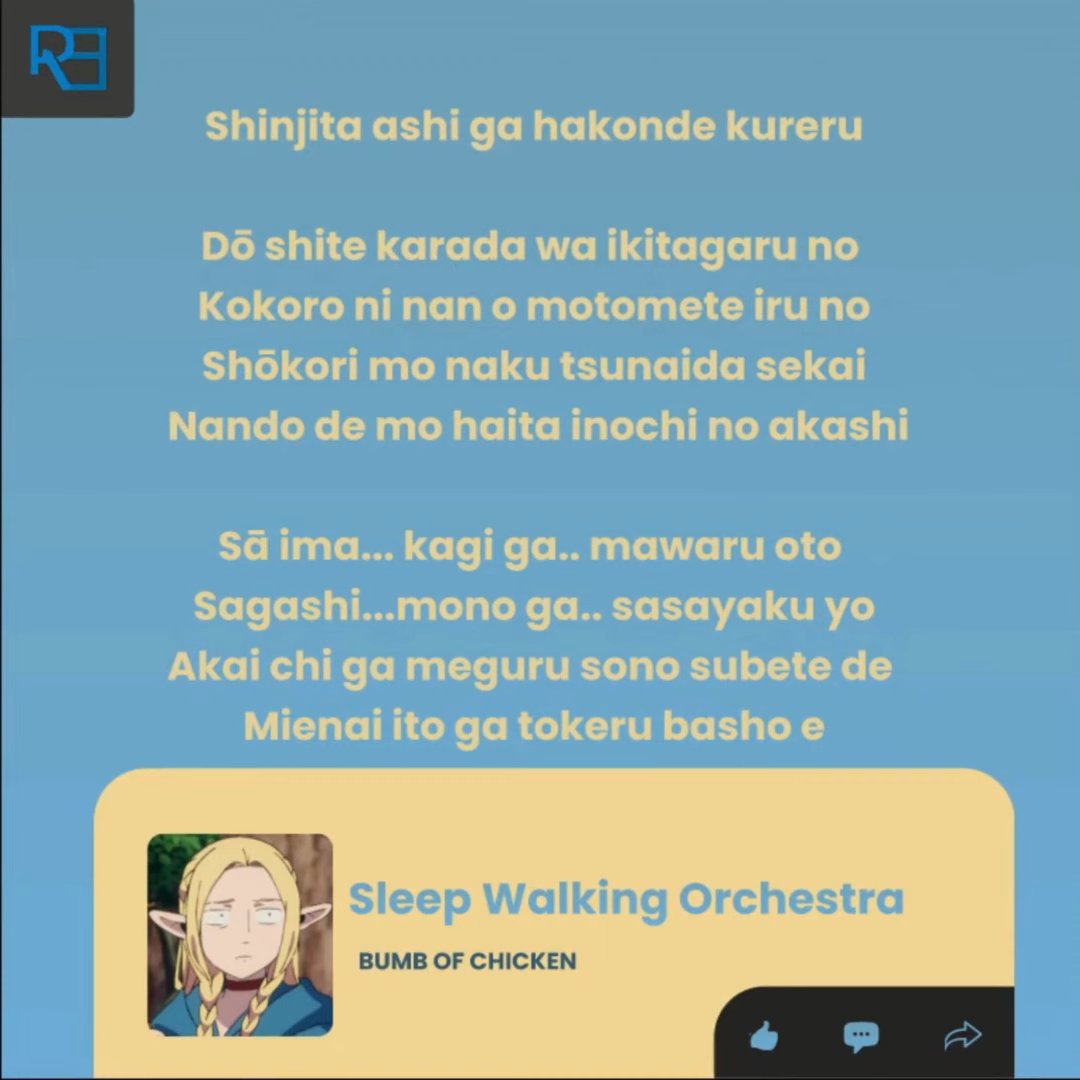 RE
Shinjita ashi ga hakonde kureru
Dō shite karada wa ikitagaru no
Kokoro ni nan o motomete iru no
Shōkori mo naku tsunaida sekai
Nando de mo haita inochi no akashi
Sā ima... kagi ga.. mawaru oto
Sagashi...mono ga.. sasayaku yo
Akai chi ga meguru sono subete de
Mienai ito ga tokeru basho e
Sleep Walking Orchestra
BUMB OF CHICKEN